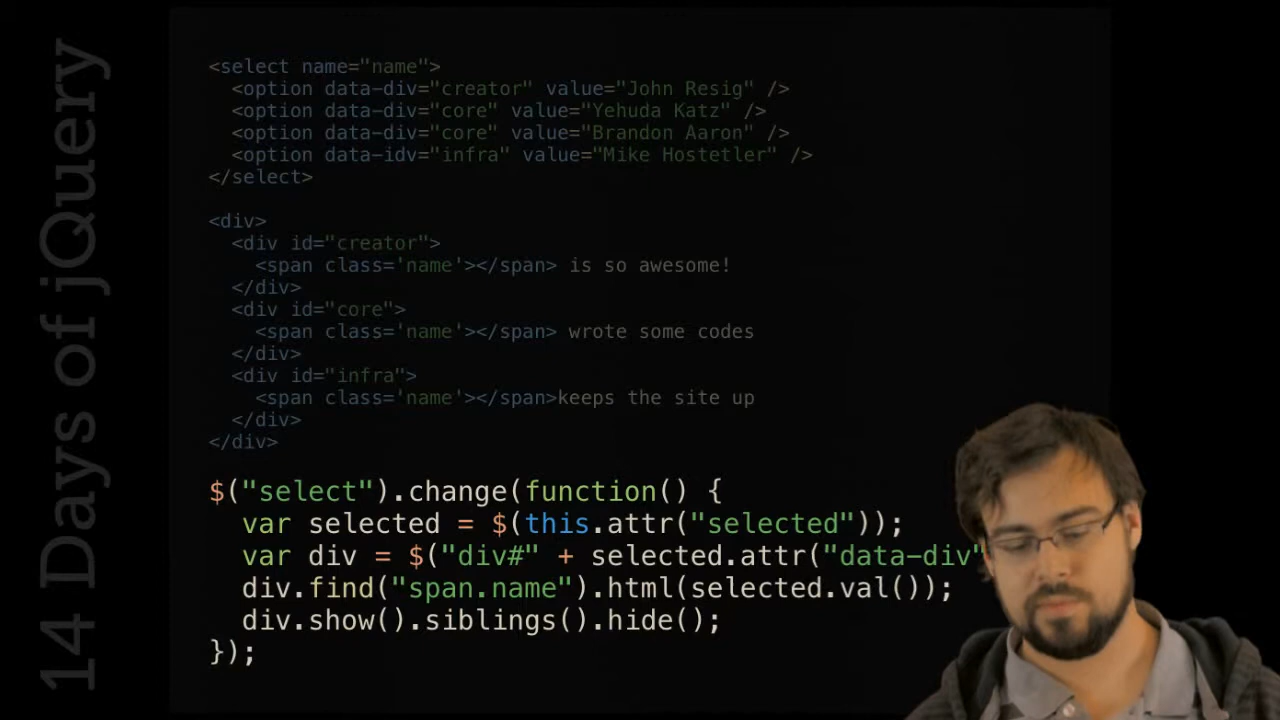 14 Days of jQuery
<select name="name">
<option data-div="creator" value="John Resig" />
<option data-div="core" value="Yehuda Katz" />
<option data-div="core" value="Brandon Aaron" />
<option data-idv="infra" value="Mike Hostetler" />
</select>
<div>
<div id="creator">
<span class='name'></span> is so awesome!
</div>
<div id="core">
<span class='name'></span> wrote some codes
</div>
<div id="infra">
<span class='name'></span>keeps the site up
</div>
</div>
$("select").change(function() {
var selected = $(this.attr("selected"));
var div = $("div#" + selected.attr("data-div"
div.find("span.name").html(selected.val());
div.show().siblings().hide();
});